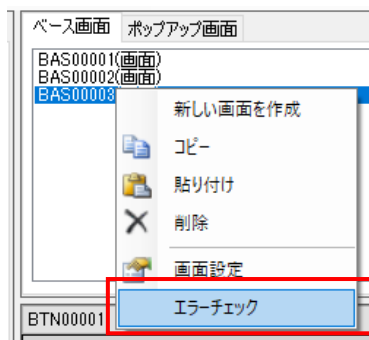 ベース画面 ポップアップ画面
BAS00001(画面)
BAS00002(画面)
BAS00003
新しい画面を作成
コピー
貼り付け
削除
画面設定
エラーチェック
BTN00001